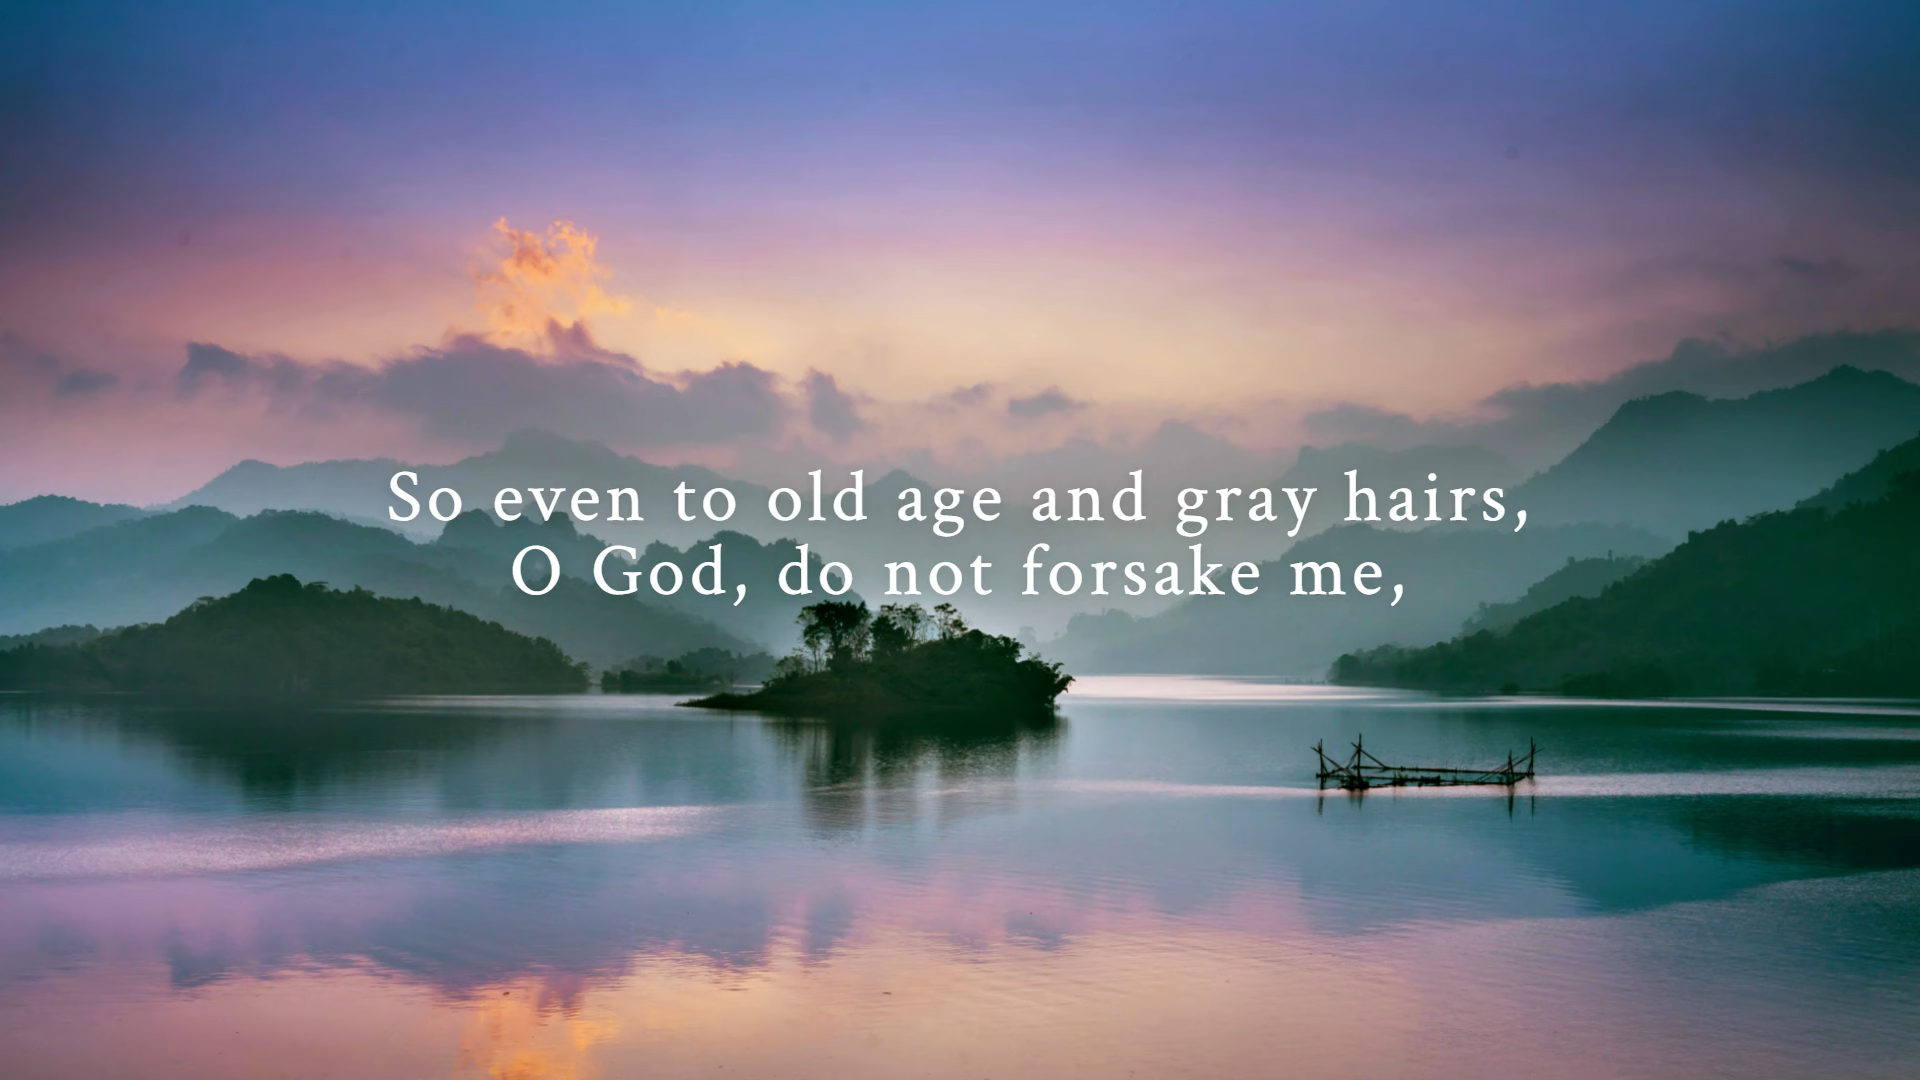 So even to old age and gray hairs,
O God, do not forsake me,